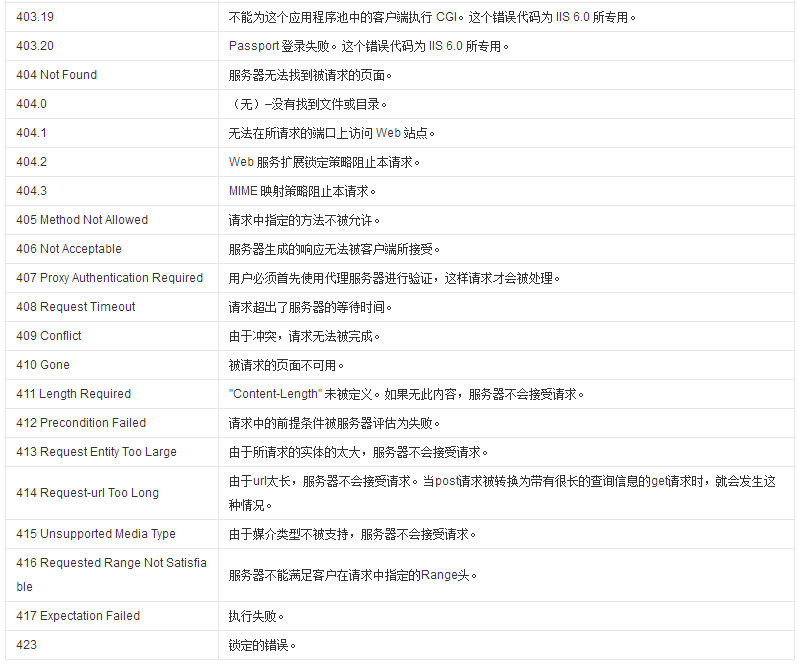 403.19 不能为这个应用程序池中的客户端执行 CGI。这个错误代码为 IIS 6.0 所专用。
403.20 Passport 登录失败。这个错误代码为 IIS 6.0 所专用。
404 Not Found 服务器无法找到被请求的页面。
404.0 （无）–没有找到文件或目录。
404.1 无法在所请求的端口上访问 Web 站点。
404.2 Web 服务扩展锁定策略阻止本请求。
404.3 MIME 映射策略阻止本请求。
405 Method Not Allowed 请求中指定的方法不被允许。
406 Not Acceptable 服务器生成的响应无法被客户端所接受。
407 Proxy Authentication Required 用户必须首先使用代理服务器进行验证，这样请求才会被处理。
408 Request Timeout 请求超出了服务器的等待时间。
409 Conflict 由于冲突，请求无法被完成。
410 Gone 被请求的页面不可用。
411 Length Required "Content-Length" 未被定义。如果无此内容，服务器不会接受请求。
412 Precondition Failed 请求中的前提条件被服务器评估为失败。
413 Request Entity Too Large 由于所请求的实体的太大，服务器不会接受请求。
414 Request-url Too Long 由于url太长，服务器不会接受请求。当post请求被转换为带有很长的查询信息的get请求时，就会发生这
种情况。
415 Unsupported Media Type 由于媒介类型不被支持，服务器不会接受请求。
416 Requested Range Not Satisfia
ble
服务器不能满足客户在请求中指定的Range头。
417 Expectation Failed 执行失败。
423 锁定的错误。